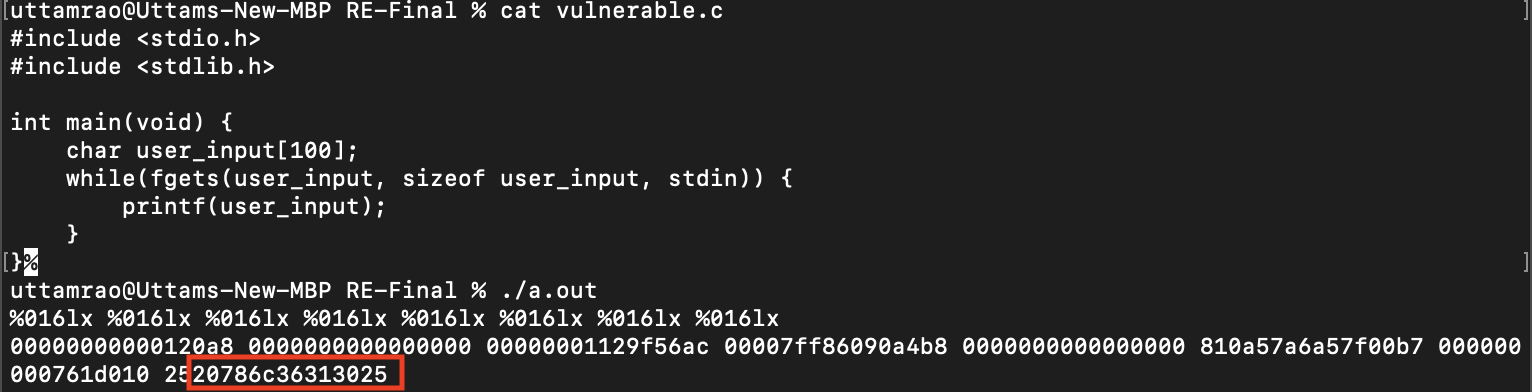 [uttamrao@Uttams-New-MBP RE-Final % cat vulnerable.c ]
#include <stdio.h>
#include <stdlib.h>

int main(void) {
    char user_input[100];
    while(fgets(user_input, sizeof user_input, stdin)) {
        printf(user_input);
    }
[}% ]
uttamrao@Uttams-New-MBP RE-Final % ./a.out
%016lx %016lx %016lx %016lx %016lx %016lx %016lx %016lx
00000000000120a8 0000000000000000 00000001129f56ac 00007ff86090a4b8 0000000000000000 810a57a6a57f00b7 000000
000761d010 2520786c36313025